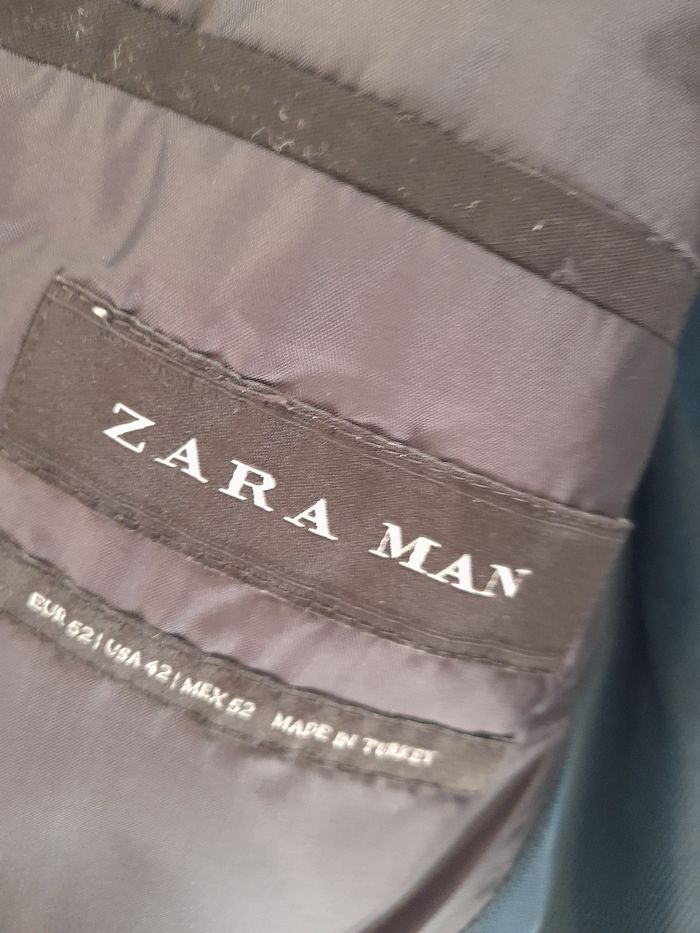 ZARA MAN
EUR 52 | USA 42 | MEX 52 MADE IN TURKEY